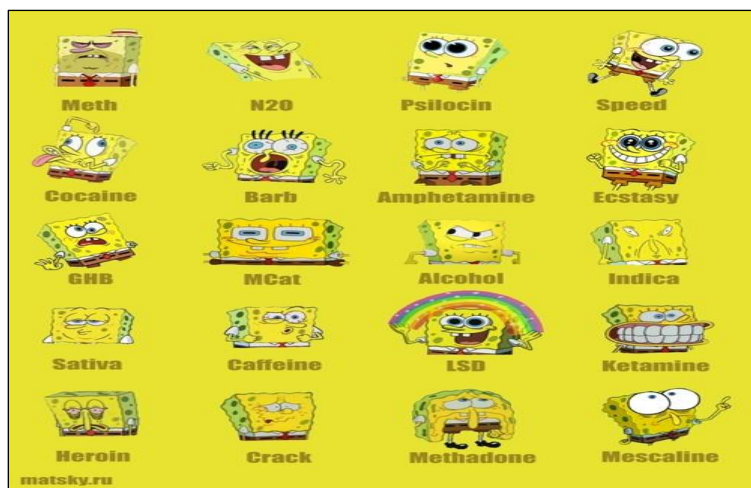 Meth N2O Psilocin Speed
Cocaine Barb Amphetamine Ecstasy
GHB MCat Alcohol Indica
Sativa Caffeine LSD Ketamine
Heroin Crack Methadone Mescaline
matsky.ru